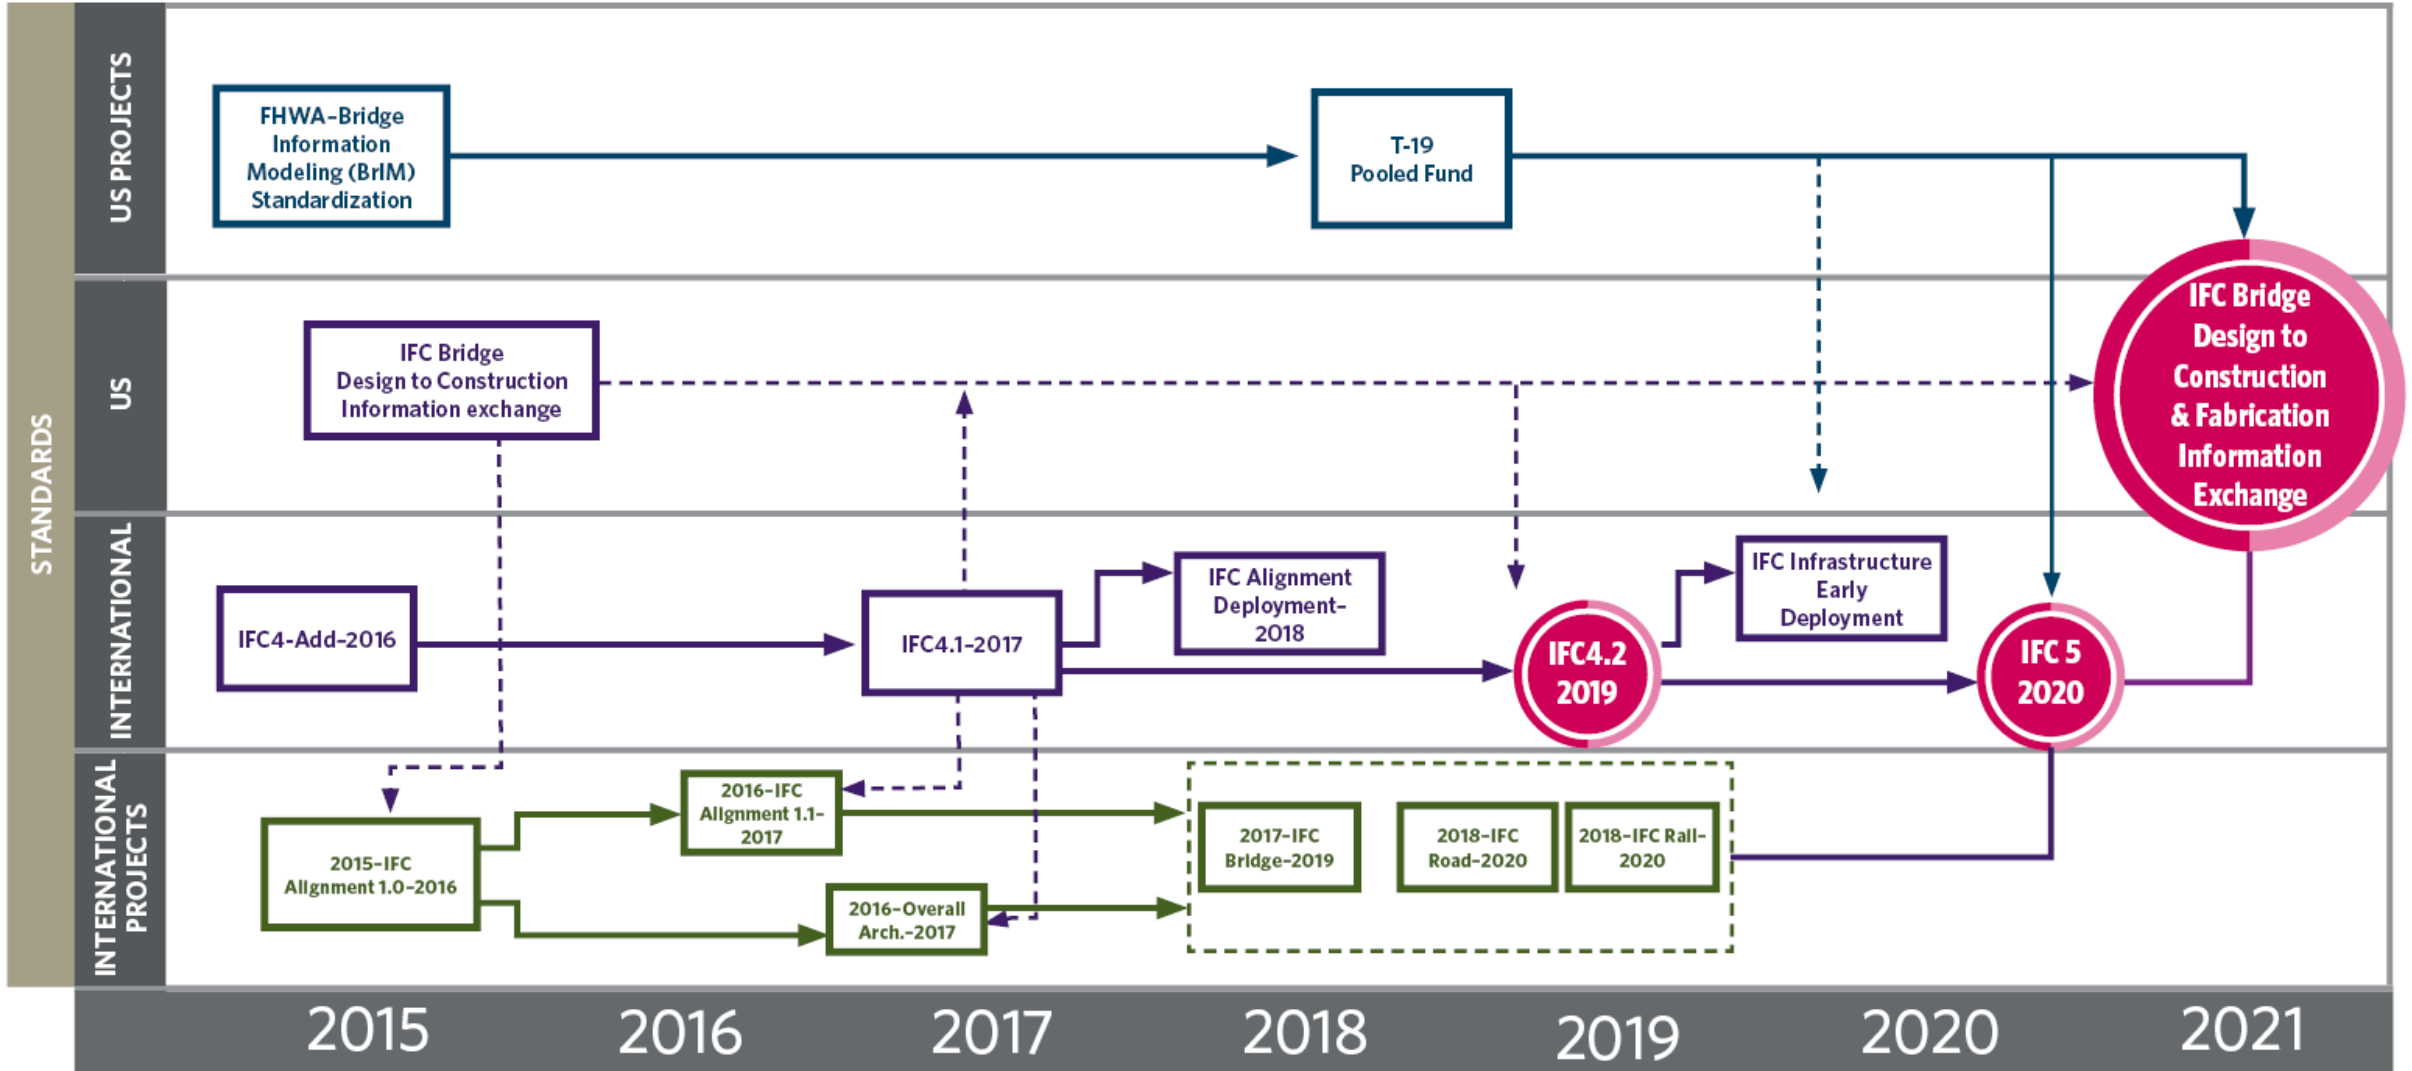 STANDARDS
US PROJECTS
FHWA–Bridge
Information
Modeling (BrIM)
Standardization
T-19
Pooled Fund
US
IFC Bridge
Design to Construction
Information exchange
IFC Bridge
Design to
Construction
& Fabrication
Information
Exchange
INTERNATIONAL
IFC4-Add–2016
IFC4.1–2017
IFC Alignment
Deployment–
2018
IFC4.2
2019
IFC Infrastructure
Early
Deployment
IFC 5
2020
INTERNATIONAL
PROJECTS
2015–IFC
Alignment 1.0–2016
2016–IFC
Alignment 1.1–
2017
2016–Overall
Arch.–2017
2017–IFC
Bridge–2019
2018–IFC
Road–2020
2018–IFC Rail–
2020
2015
2016
2017
2018
2019
2020
2021